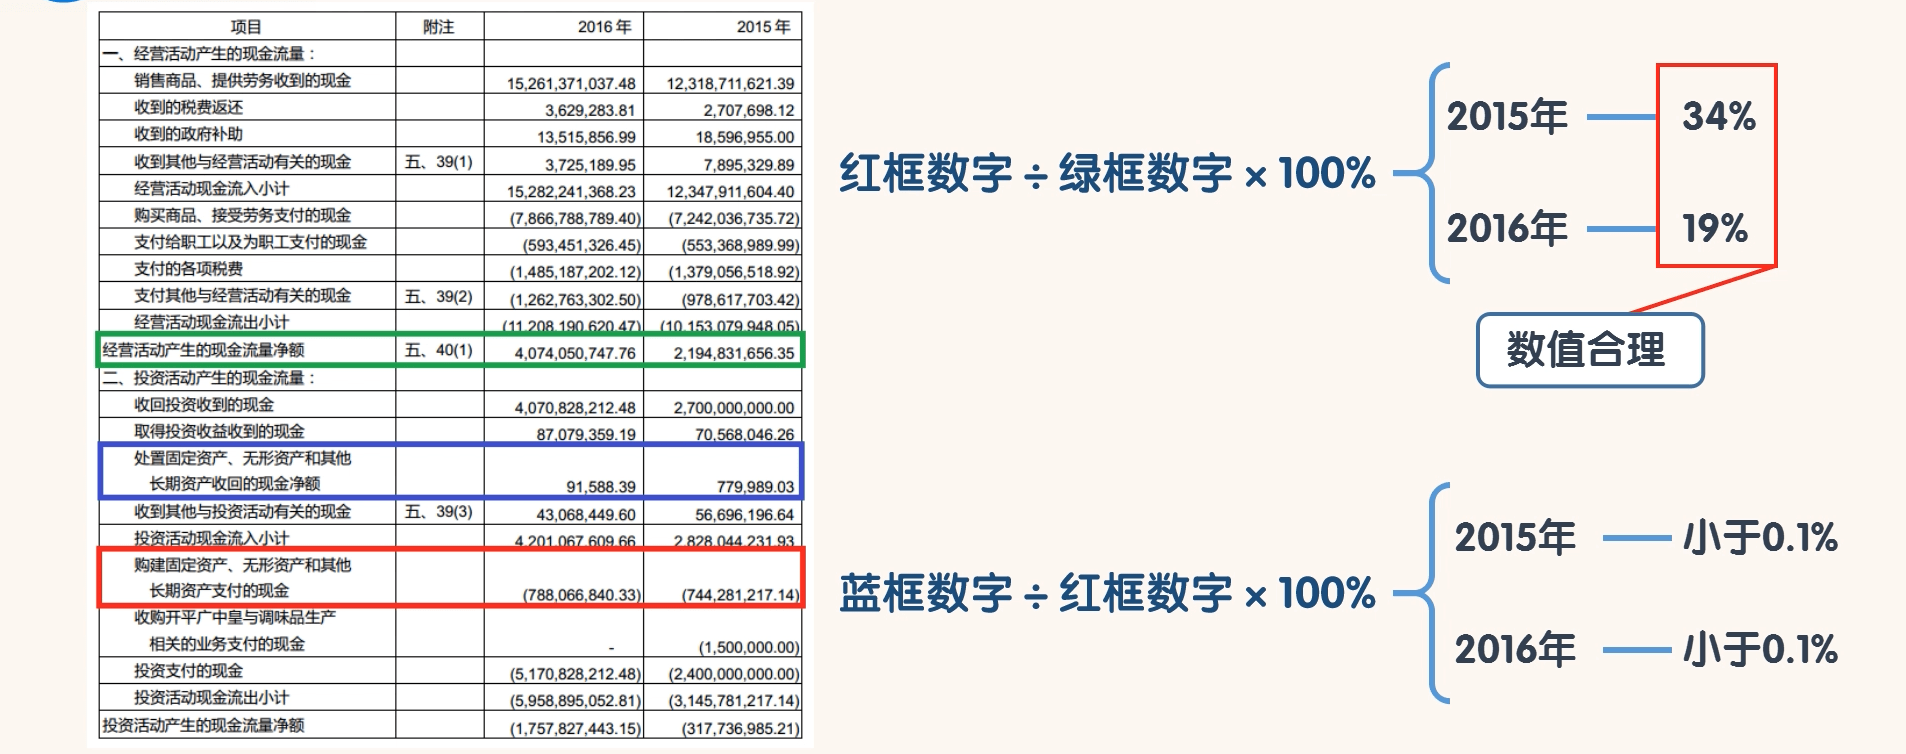 项目 附注 2016 年 2015 年
一、经营活动产生的现金流量：
销售商品、提供劳务收到的现金 15,261,371,037.48 12,318,711,621.39
收到的税费返还 3,629,283.81 2,707,698.12
收到的政府补助 13,515,856.99 18,596,955.00
收到其他与经营活动有关的现金 五、39(1) 3,725,189.95 7,895,329.89
经营活动现金流入小计 15,282,241,368.23 12,347,911,604.40
购买商品、接受劳务支付的现金 (7,866,788,789.40) (7,242,036,735.72)
支付给职工以及为职工支付的现金 (593,451,326.45) (553,368,989.99)
支付的各项税费 (1,485,187,202.12) (1,379,056,518.92)
支付其他与经营活动有关的现金 五、39(2) (1,262,763,302.50) (978,617,703.42)
经营活动现金流出小计 (11,208,190,620.47) (10,153,079,948.05)
经营活动产生的现金流量净额 五、40(1) 4,074,050,747.76 2,194,831,656.35
二、投资活动产生的现金流量：
收回投资收到的现金 4,070,828,212.48 2,700,000,000.00
取得投资收益收到的现金 87,079,359.19 70,568,046.26
处置固定资产、无形资产和其他
长期资产收回的现金净额 91,588.39 779,989.03
收到其他与投资活动有关的现金 五、39(3) 43,068,449.60 56,696,196.64
投资活动现金流入小计 4,201,067,609.66 2,828,044,231.93
购建固定资产、无形资产和其他
长期资产支付的现金 (788,066,840.33) (744,281,217.14)
收购开平广中皇与调味品生产
相关的业务支付的现金 - (1,500,000.00)
投资支付的现金 (5,170,828,212.48) (2,400,000,000.00)
投资活动现金流出小计 (5,958,895,052.81) (3,145,781,217.14)
投资活动产生的现金流量净额 (1,757,827,443.15) (317,736,985.21)
红框数字 ÷ 绿框数字 × 100%
2015年 34%
2016年 19%
数值合理
蓝框数字 ÷ 红框数字 × 100%
2015年 小于0.1%
2016年 小于0.1%